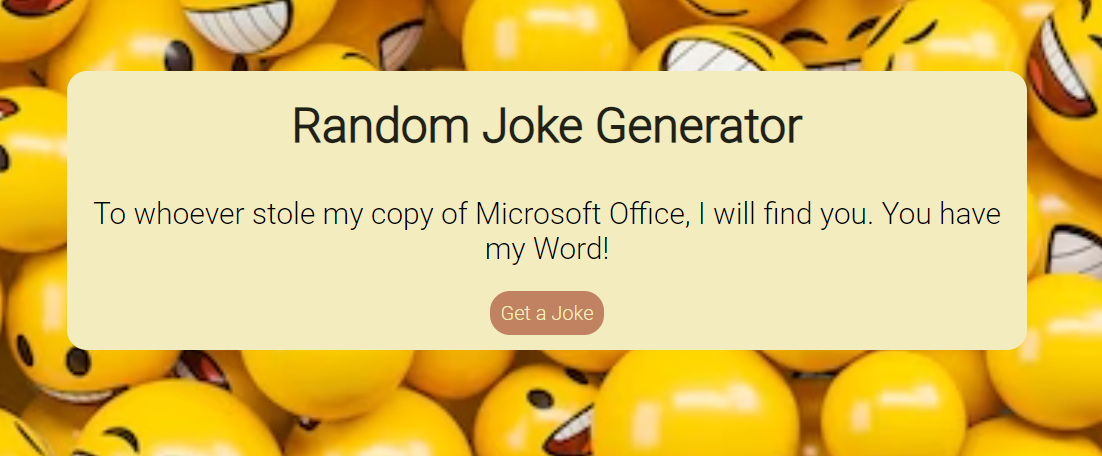 Random Joke Generator
To whoever stole my copy of Microsoft Office, I will find you. You have
my Word!
Get a Joke